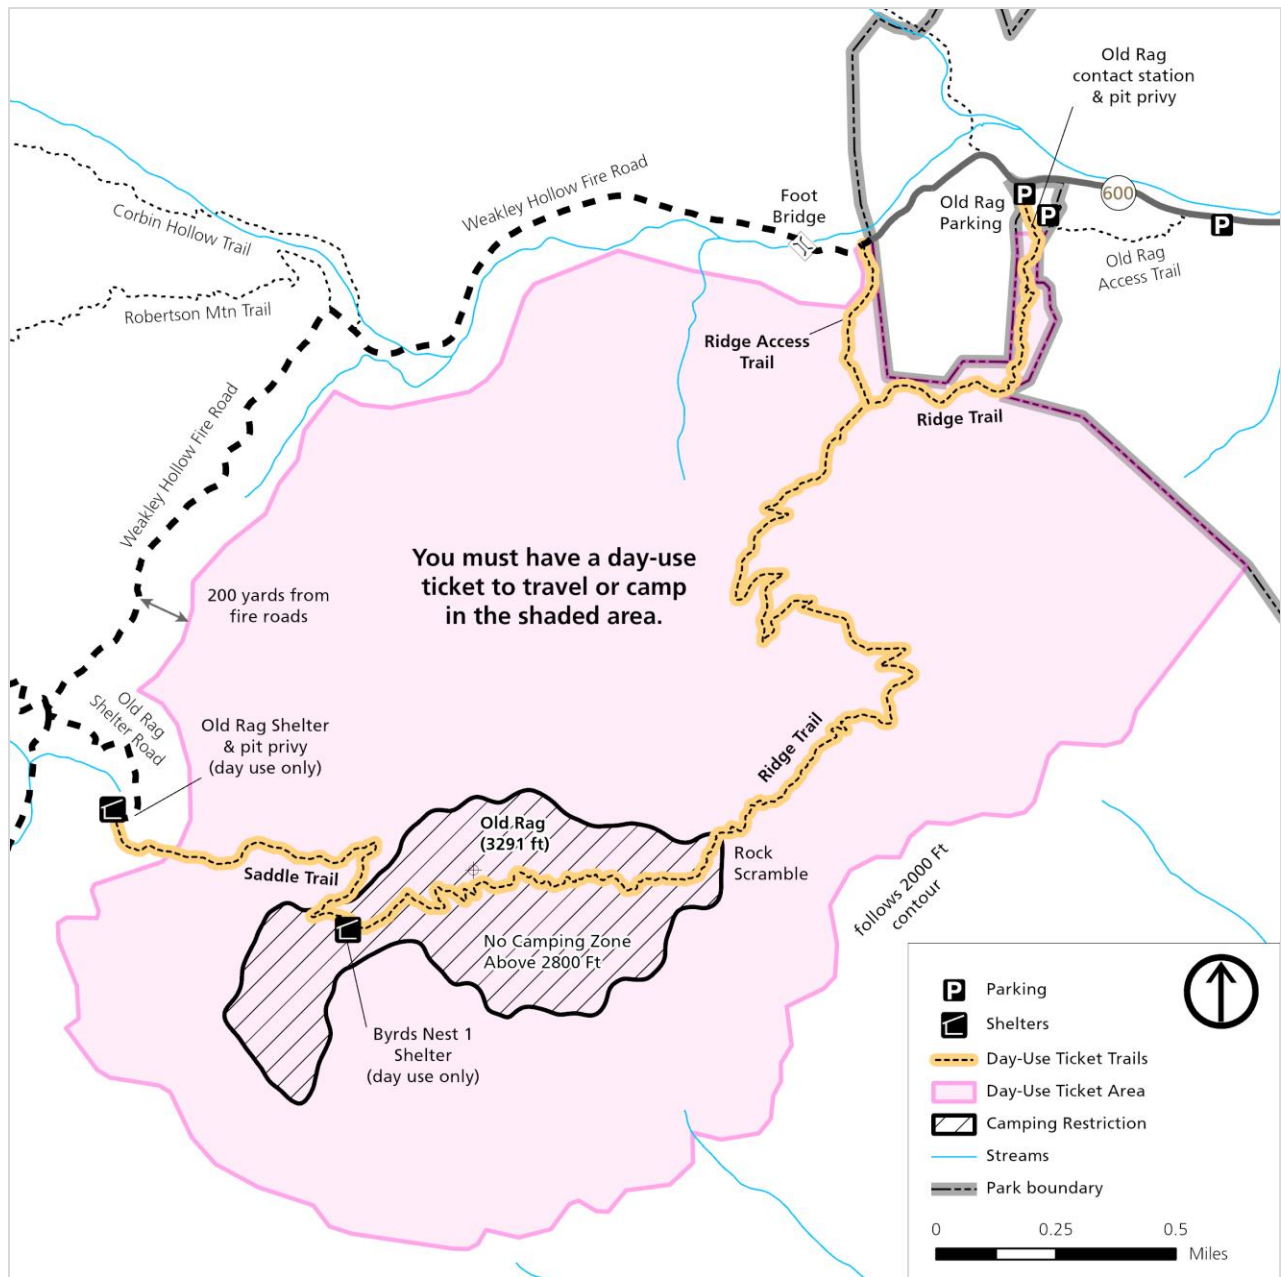 Old Rag
contact station
& pit privy
Weakley Hollow Fire Road
Foot
Bridge
Old Rag
Parking
P
P
600
P
Corbin Hollow Trail
Old Rag
Access Trail
Robertson Mtn Trail
Ridge Access
Trail
Ridge Trail
Weakley Hollow Fire Road
You must have a day-use
ticket to travel or camp
in the shaded area.
200 yards from
fire roads
Old Rag
Shelter Road
Old Rag Shelter
& pit privy
(day use only)
Ridge Trail
Old Rag
(3291 ft)
Rock
Scramble
Saddle Trail
follows 2000 Ft
contour
No Camping Zone
Above 2800 Ft
Byrds Nest 1
Shelter
(day use only)
P Parking
Shelters
Day-Use Ticket Trails
Day-Use Ticket Area
Camping Restriction
Streams
Park boundary
0 0.25 0.5
Miles